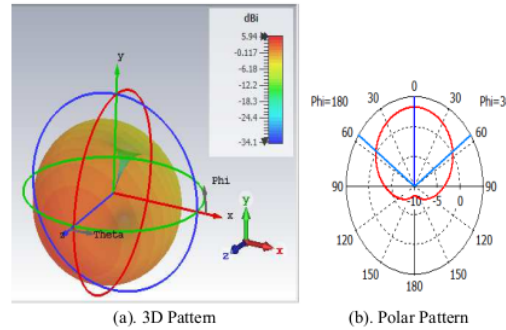 dBi
5.94
-0.117
-6.18
-12.2
-18.3
-24.4
-34.1
y
Phi
x
z
Theta
y
x
z
0
Phi=180 30 30 Phi=3
60 60
90 -10 -5 0 90
120 120
150 150
180
(a). 3D Pattern (b). Polar Pattern